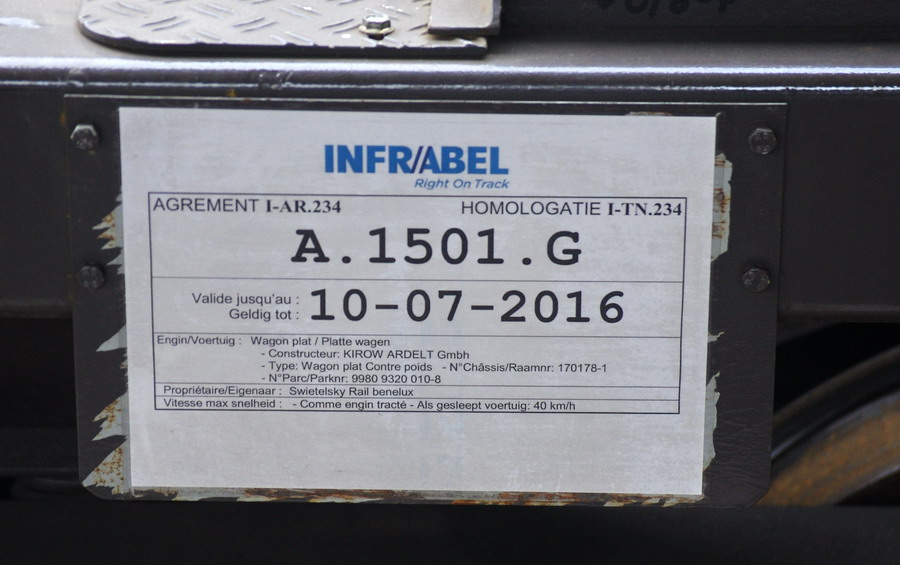 INFRABEL
Right On Track
AGREMENT I-AR.234 HOMOLOGATIE I-TN.234
A.1501.G
Valide jusqu'au :
Geldig tot : 10-07-2016
Engin/Voertuig : Wagon plat / Platte wagen
- Constructeur: KIROW ARDELT Gmbh
- Type: Wagon plat Contre poids - N°Châssis/Raamnr: 170178-1
- N°Parc/Parknr: 9980 9320 010-8
Propriétaire/Eigenaar : Swietelsky Rail benelux
Vitesse max snelheid : - Comme engin tracté - Als gesleept voertuig: 40 km/h